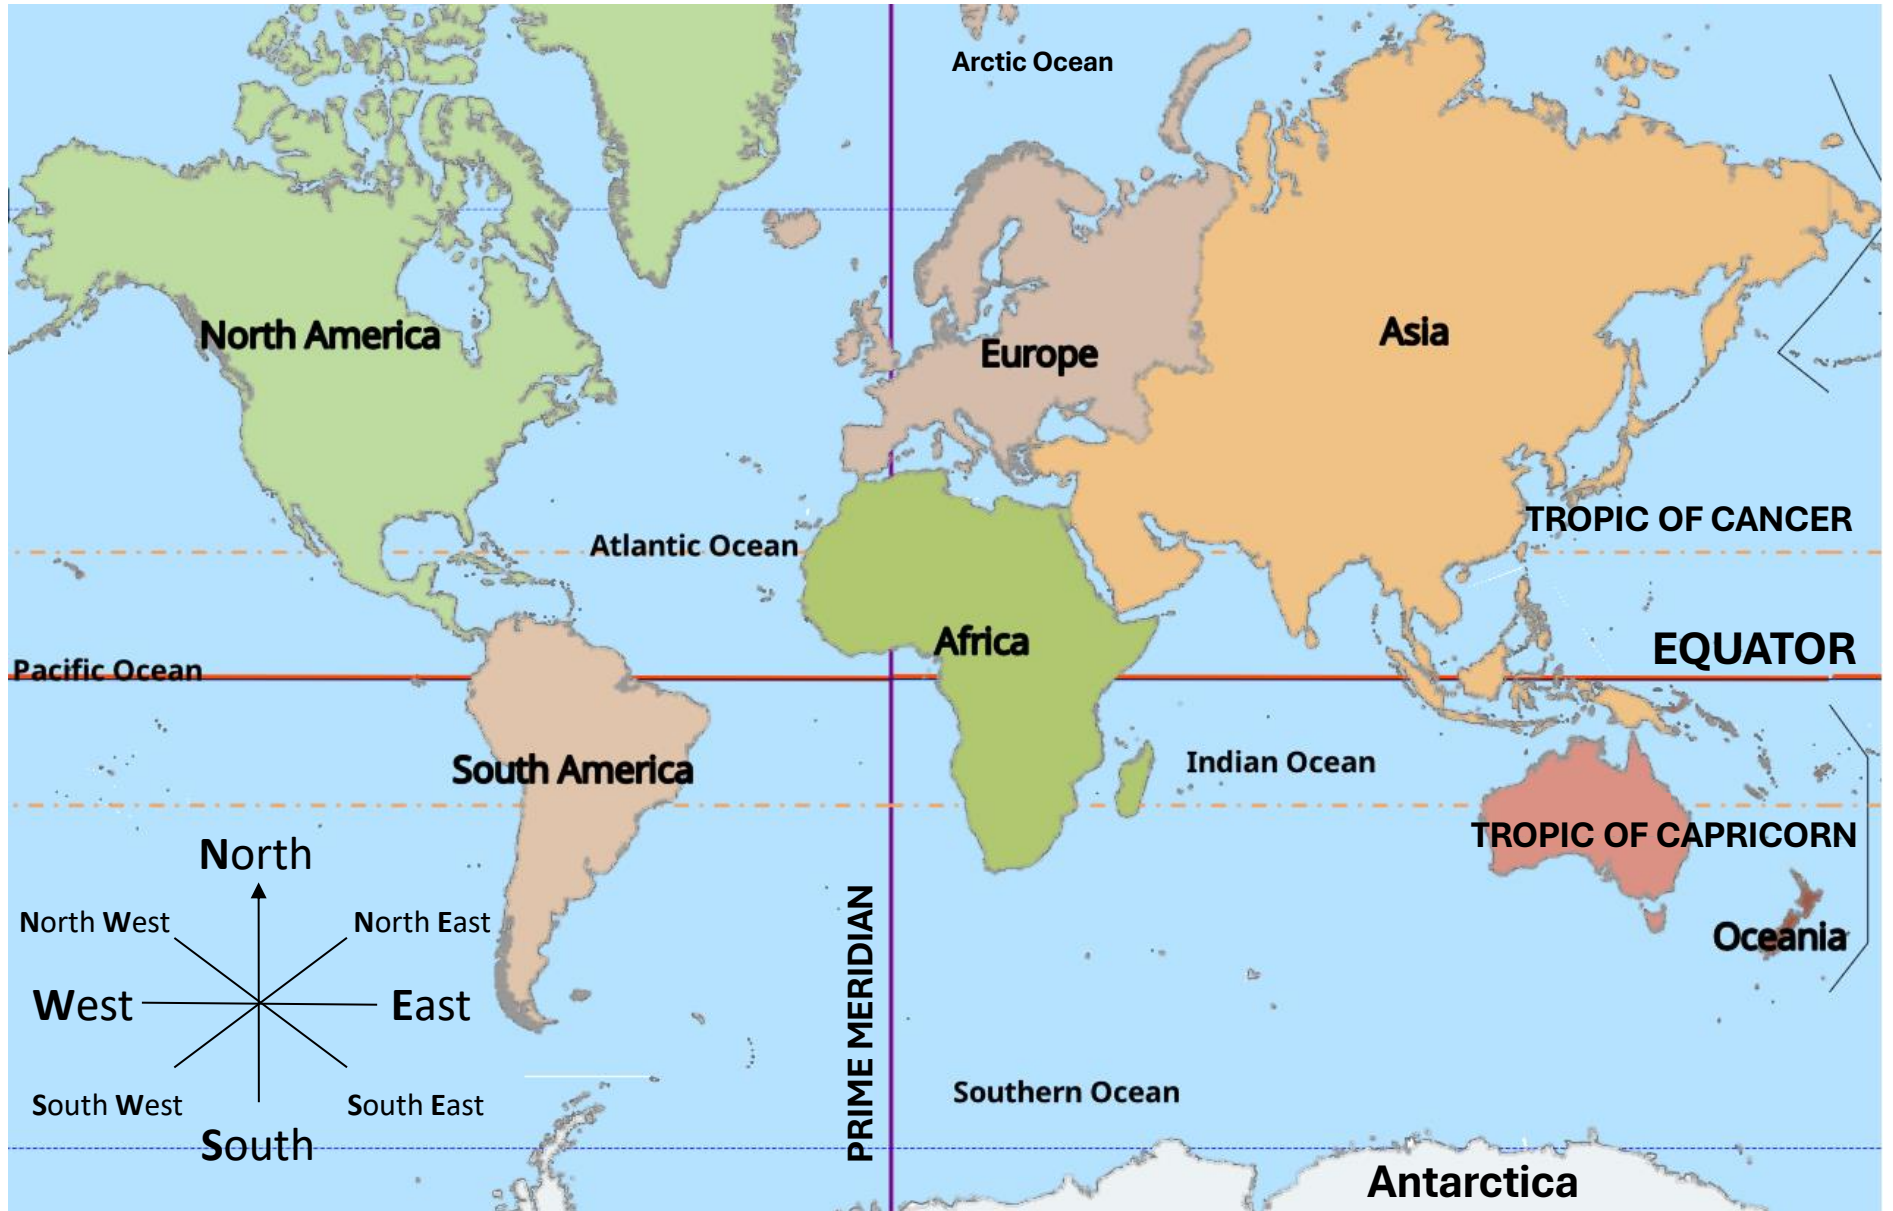 Arctic Ocean
North America
Europe
Asia
TROPIC OF CANCER
Atlantic Ocean
Africa
EQUATOR
Pacific Ocean
South America
Indian Ocean
TROPIC OF CAPRICORN
North
North West
North East
West
East
South West
South East
South
PRIME MERIDIAN
Oceania
Southern Ocean
Antarctica